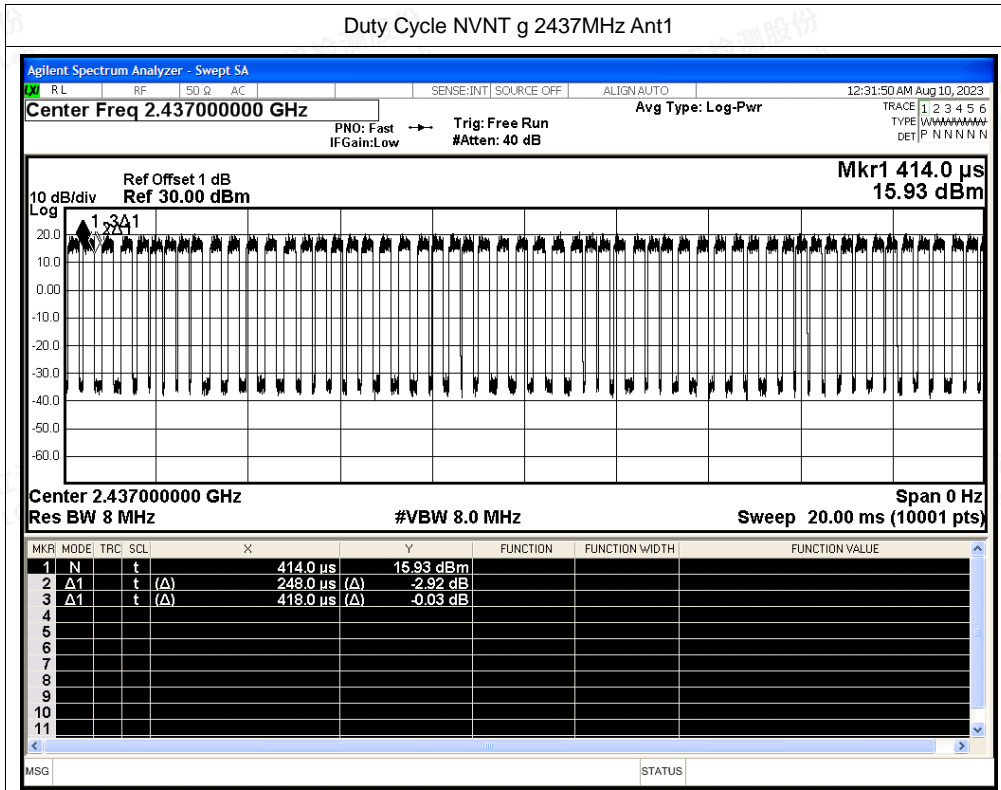 Duty Cycle NVNT g 2437MHz Ant1
Agilent Spectrum Analyzer - Swept SA
LXI RL RF 50 Ω AC SENSE:INT SOURCE OFF ALIGN AUTO 12:31:50 AM Aug 10, 2023
Center Freq 2.437000000 GHz Avg Type: Log-Pwr TRACE 1 2 3 4 5 6
PNO: Fast Trig: Free Run TYPE WWWWWW
IFGain:Low #Atten: 40 dB DET P N N N N N
Mkr1 414.0 µs
Ref Offset 1 dB
10 dB/div Ref 30.00 dBm 15.93 dBm
Log
1 2Δ1 3Δ1
20.0
10.0
0.00
-10.0
-20.0
-30.0
-40.0
-50.0
-60.0
Center 2.437000000 GHz Span 0 Hz
Res BW 8 MHz #VBW 8.0 MHz Sweep 20.00 ms (10001 pts)
MKR MODE TRC SCL X Y FUNCTION FUNCTION WIDTH FUNCTION VALUE
1 N t 414.0 µs 15.93 dBm
2 Δ1 t (Δ) 248.0 µs (Δ) -2.92 dB
3 Δ1 t (Δ) 418.0 µs (Δ) -0.03 dB
4
5
6
7
8
9
10
11
MSG STATUS